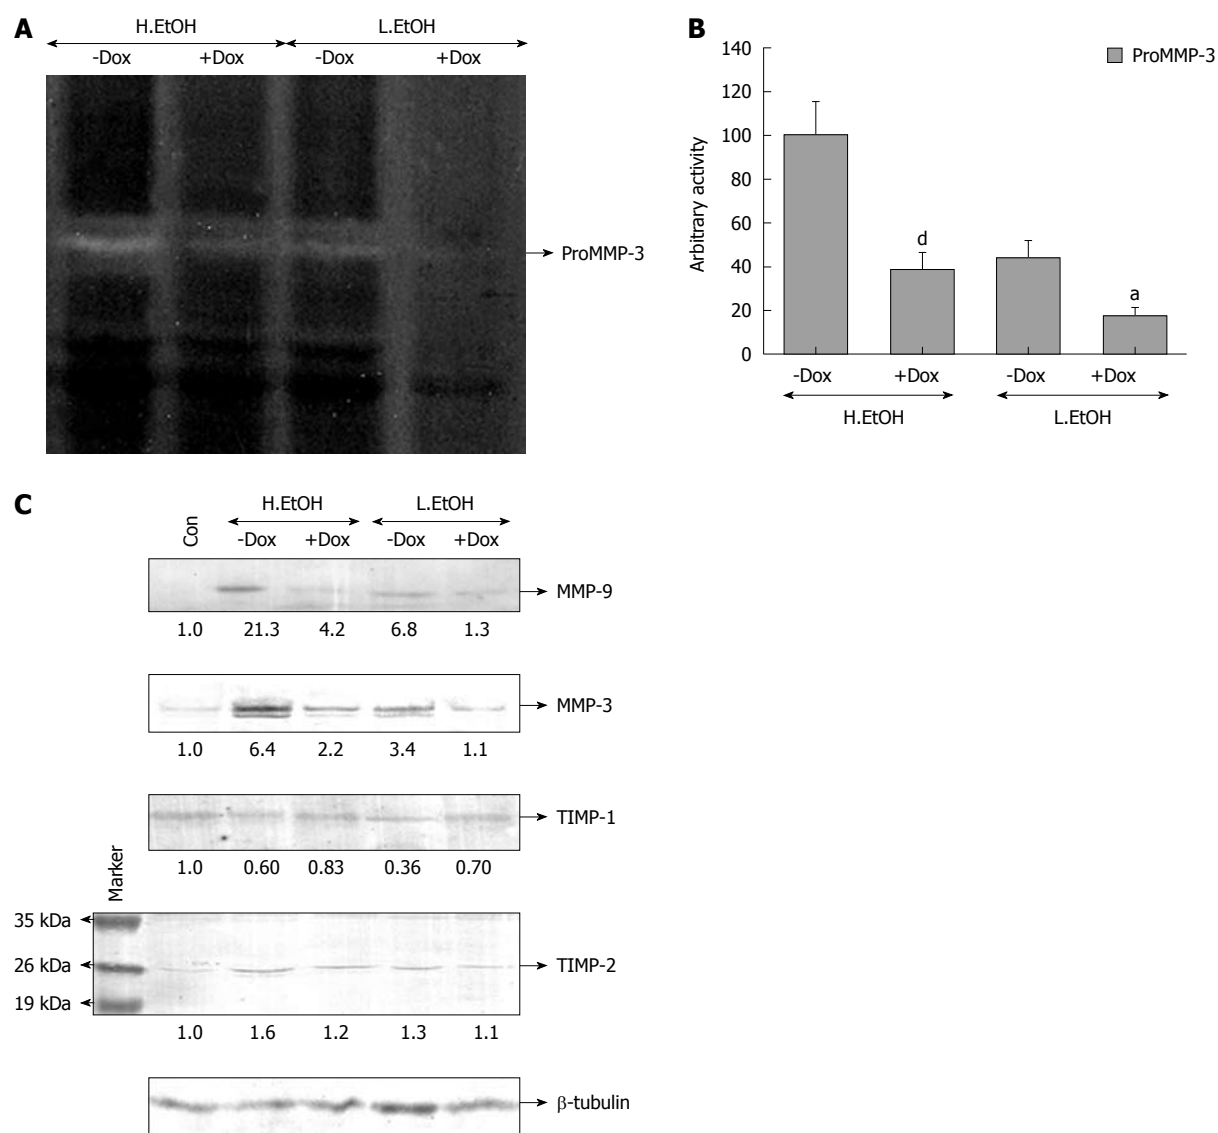 A
H.EtOH L.EtOH
-Dox +Dox -Dox +Dox
ProMMP-3
B
140
120
100
80
60
40
20
0
Arbitrary activity
ProMMP-3
d
a
-Dox +Dox -Dox +Dox
H.EtOH L.EtOH
C
Con
H.EtOH L.EtOH
-Dox +Dox -Dox +Dox
MMP-9
1.0 21.3 4.2 6.8 1.3
MMP-3
1.0 6.4 2.2 3.4 1.1
TIMP-1
1.0 0.60 0.83 0.36 0.70
Marker
35 kDa
26 kDa
19 kDa
TIMP-2
1.0 1.6 1.2 1.3 1.1
β-tubulin